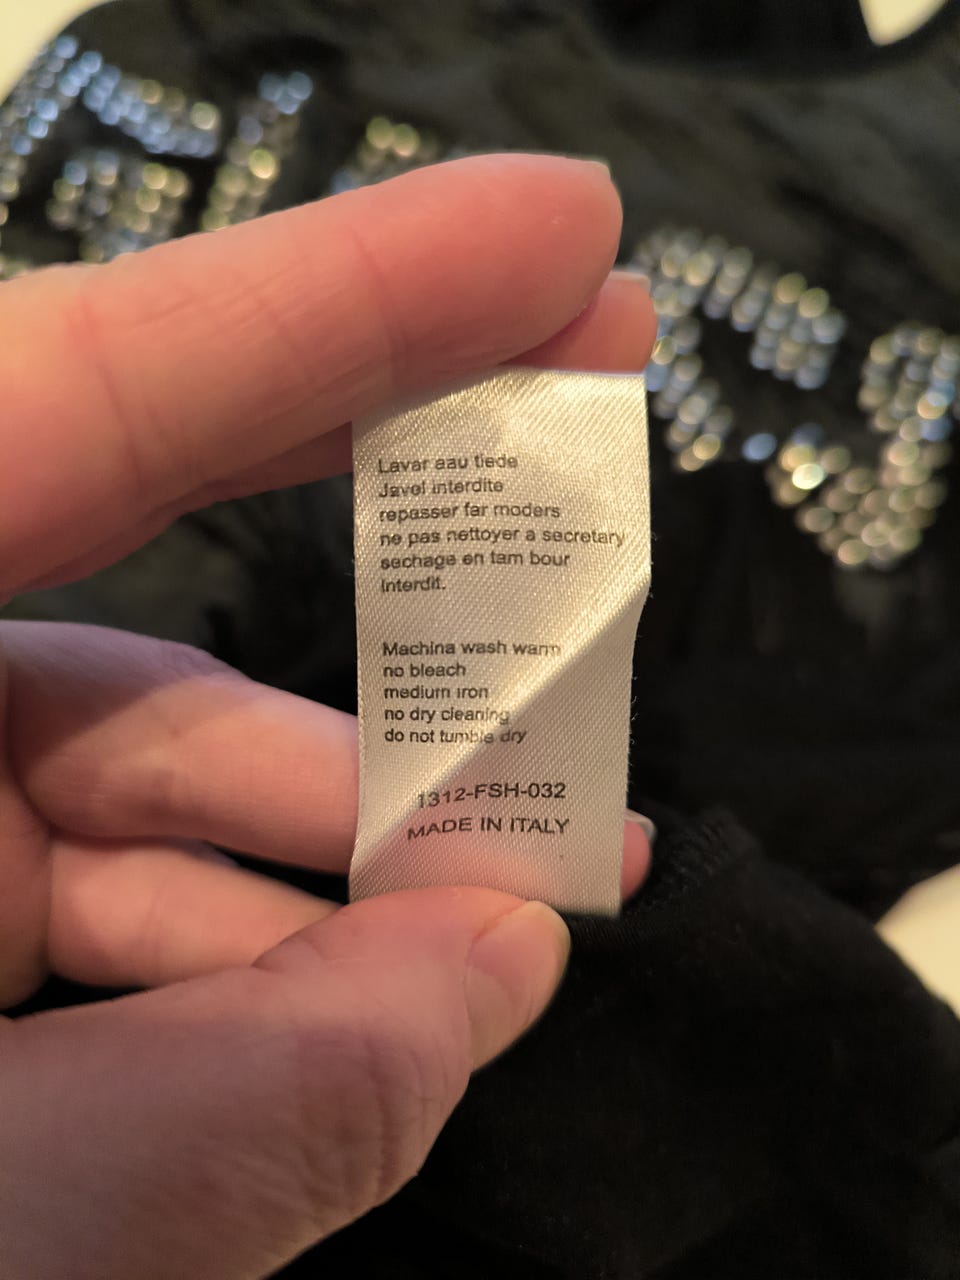 Lavar aau tiede
Javel interdite
repasser far moders
ne pas nettoyer a secretary
sechage en tam bour
Interdit.
Machina wash warm
no bleach
medium iron
no dry cleaning
do not tumble dry
1312-FSH-032
MADE IN ITALY